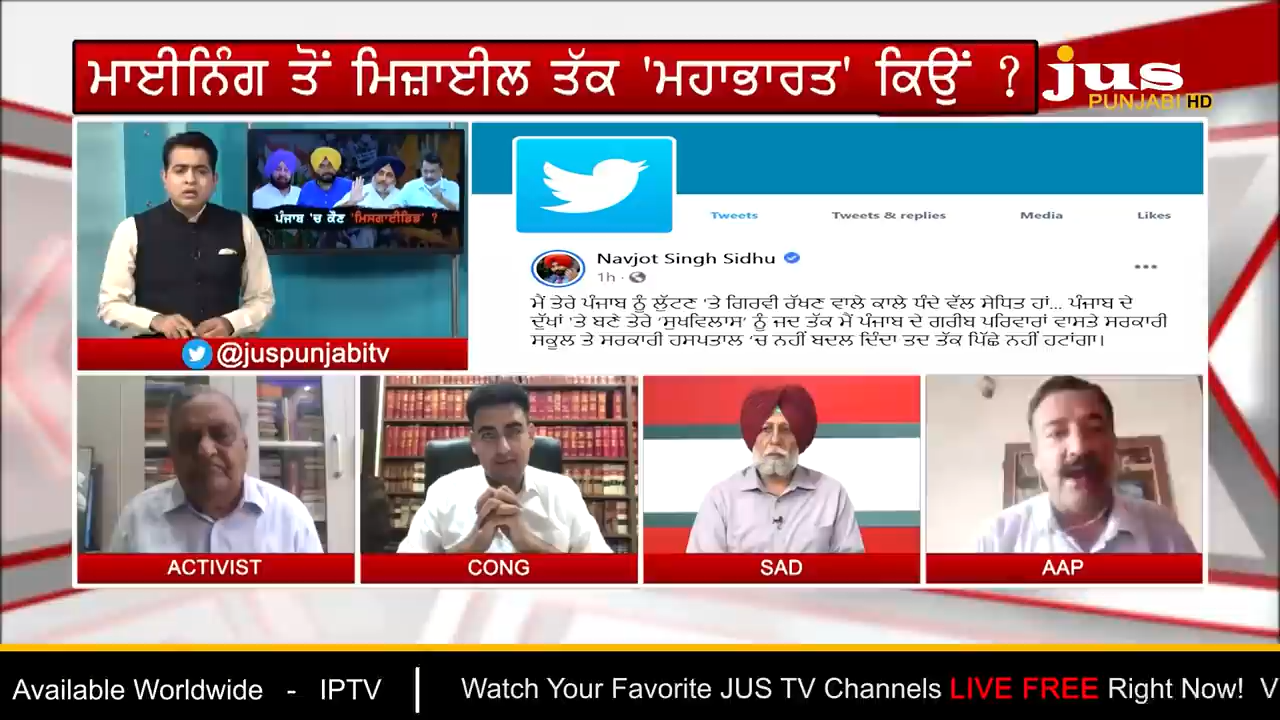 ਮਾਈਨਿੰਗ ਤੋਂ ਮਿਜ਼ਾਈਲ ਤੱਕ 'ਮਹਾਭਾਰਤ' ਕਿਉਂ ?
jus
PUNJABI HD
ਪੰਜਾਬ 'ਚ ਕੌਣ 'ਮਿਸਗਾਈਡਿਡ' ?
@juspunjabitv
Tweets Tweets & replies Media Likes
Navjot Singh Sidhu
1h
ਮੈਂ ਤੇਰੇ ਪੰਜਾਬ ਨੂੰ ਲੁੱਟਣ 'ਤੇ ਗਿਰਵੀ ਰੱਖਣ ਵਾਲੇ ਕਾਲੇ ਧੰਦੇ ਵੱਲ ਸੇਧਿਤ ਹਾਂ... ਪੰਜਾਬ ਦੇ
ਦੁੱਖਾਂ 'ਤੇ ਬਣੇ ਤੇਰੇ 'ਸੁਖਵਿਲਾਸ' ਨੂੰ ਜਦ ਤੱਕ ਮੈਂ ਪੰਜਾਬ ਦੇ ਗਰੀਬ ਪਰਿਵਾਰਾਂ ਵਾਸਤੇ ਸਰਕਾਰੀ
ਸਕੂਲ ਤੇ ਸਰਕਾਰੀ ਹਸਪਤਾਲ 'ਚ ਨਹੀਂ ਬਦਲ ਦਿੰਦਾ ਤਦ ਤੱਕ ਪਿੱਛੇ ਨਹੀਂ ਹਟਾਂਗਾ।
ACTIVIST
CONG
SAD
AAP
Available Worldwide - IPTV | Watch Your Favorite JUS TV Channels LIVE FREE Right Now! V